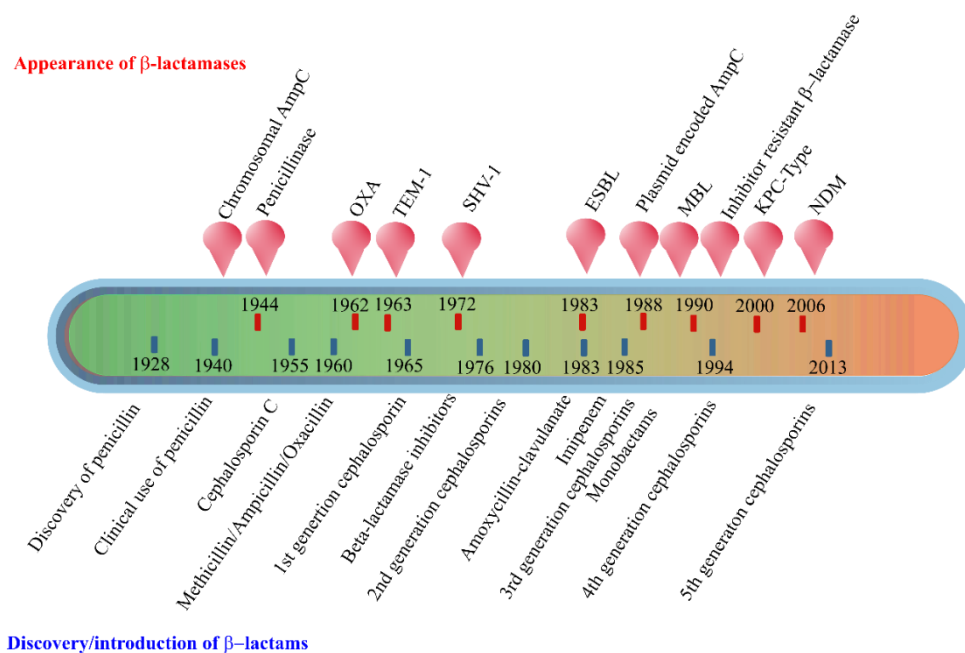 Appearance of β-lactamases
Chromosomal AmpC
Penicillinase
OXA
TEM-1
SHV-1
ESBL
Plasmid encoded AmpC
MBL
Inhibitor resistant β–lactamase
KPC-Type
NDM
1944
1962
1963
1972
1983
1988
1990
2000
2006
1928
1940
1955
1960
1965
1976
1980
1983
1985
1994
2013
Discovery of penicillin
Clinical use of penicillin
Cephalosporin C
Methicillin/Ampicillin/Oxacillin
1st genertion cephalosporin
Beta-lactamase inhibitors
2nd generation cephalosporins
Amoxycillin-clavulanate
Imipenem
3rd generation cephalosporins
Monobactams
4th generation cephalosporins
5th generaton cephalosporins
Discovery/introduction of β–lactams